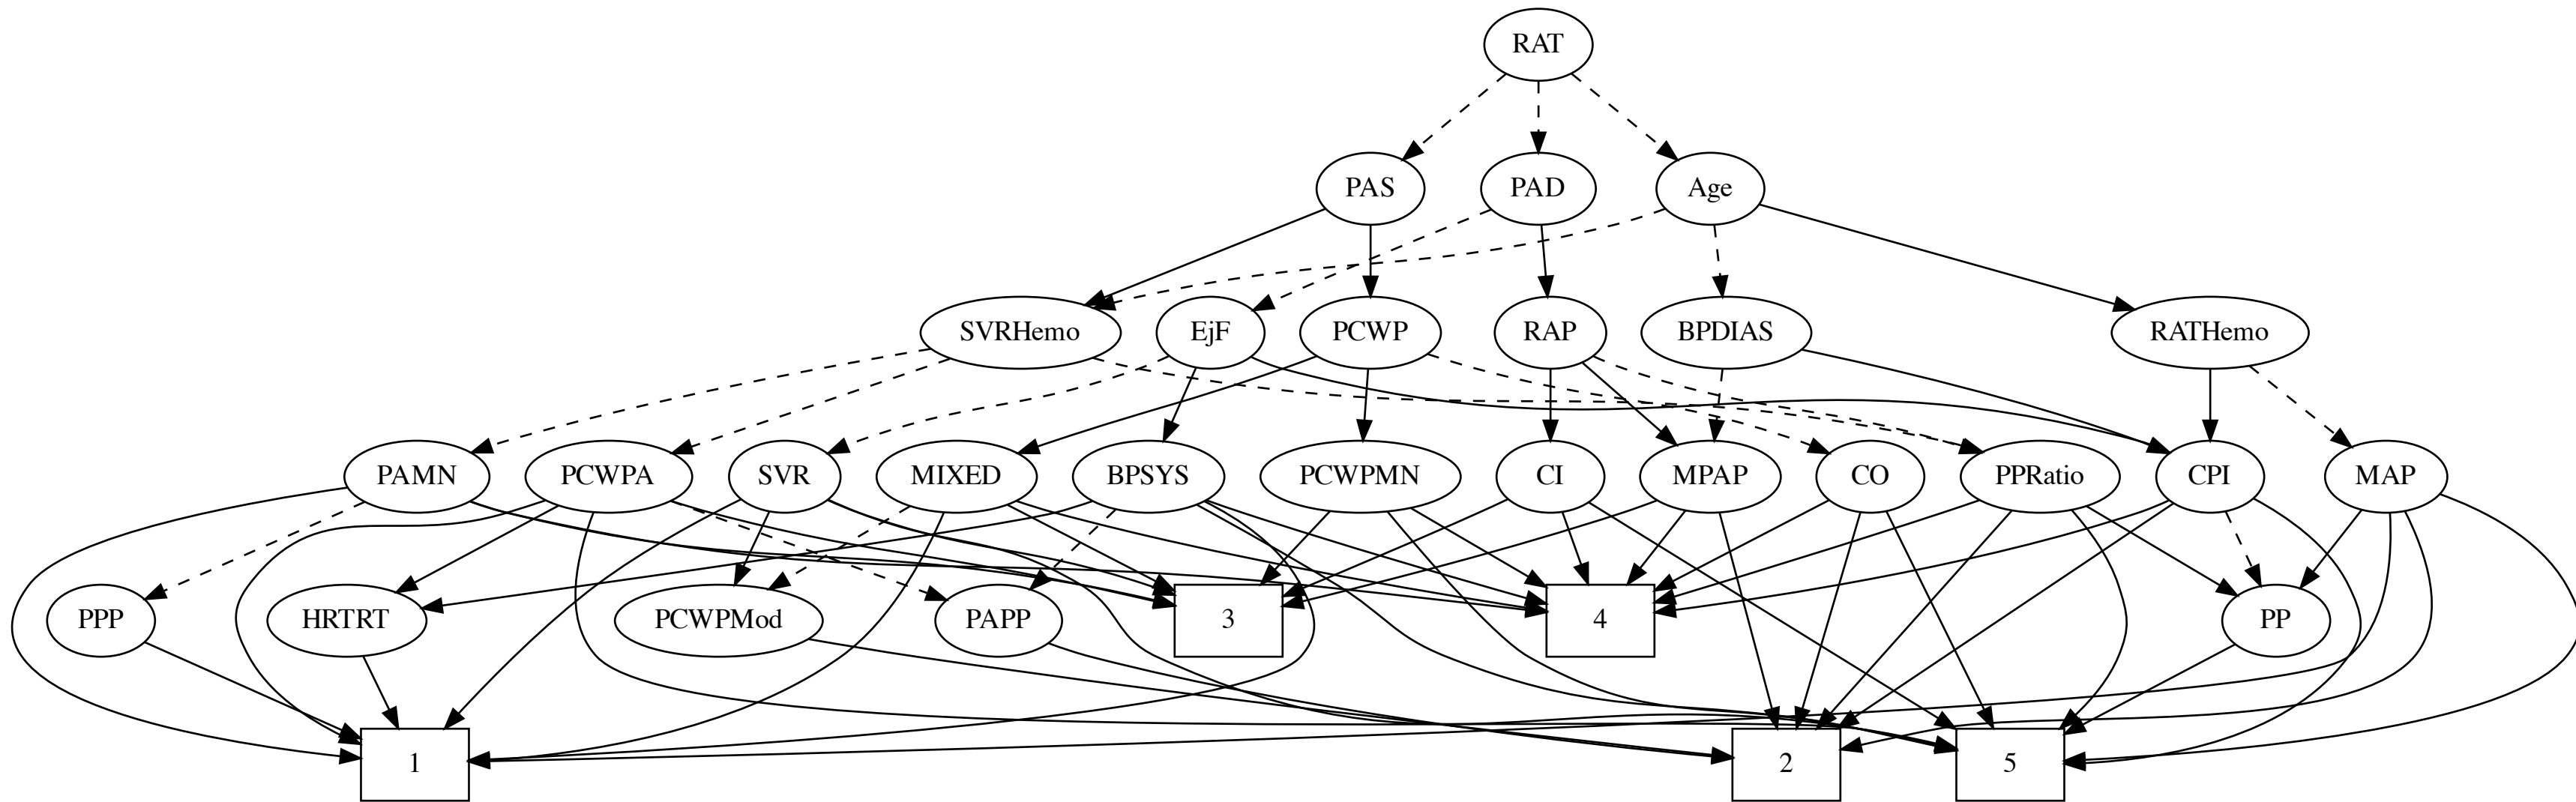 RAT
PAS PAD Age
SVRHemo EjF PCWP RAP BPDIAS RATHemo
PAMN PCWPA SVR MIXED BPSYS PCWPMN CI MPAP CO PPRatio CPI MAP
PPP HRTRT PCWPMod PAPP 3 4 PP
1 2 5